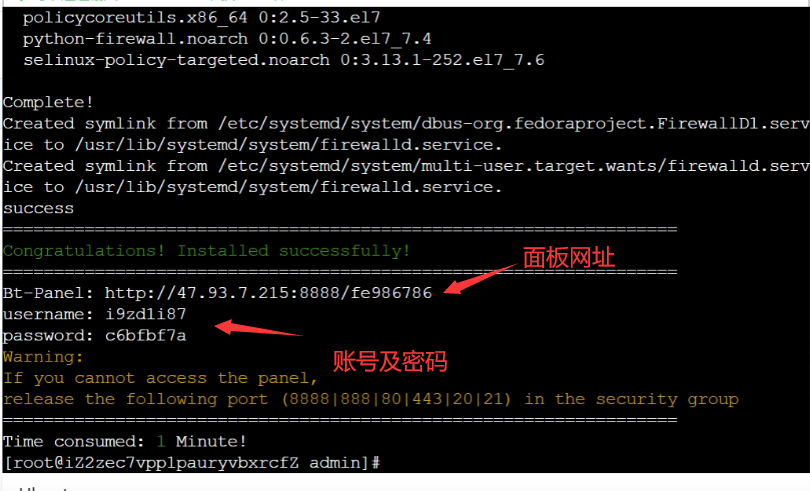 policycoreutils.x86_64 0:2.5-33.el7
python-firewall.noarch 0:0.6.3-2.el7_7.4
selinux-policy-targeted.noarch 0:3.13.1-252.el7_7.6
Complete!
Created symlink from /etc/systemd/system/dbus-org.fedoraproject.FirewallD1.serv
ice to /usr/lib/systemd/system/firewalld.service.
Created symlink from /etc/systemd/system/multi-user.target.wants/firewalld.serv
ice to /usr/lib/systemd/system/firewalld.service.
success
==================================================================
Congratulations! Installed successfully!
面板网址
==================================================================
Bt-Panel: http://47.93.7.215:8888/fe986786
username: i9zd1i87
password: c6bfbf7a
账号及密码
Warning:
If you cannot access the panel,
release the following port (8888|888|80|443|20|21) in the security group
==================================================================
Time consumed: 1 Minute!
[root@iZ2zec7vpplpauryvbxrcfZ admin]#